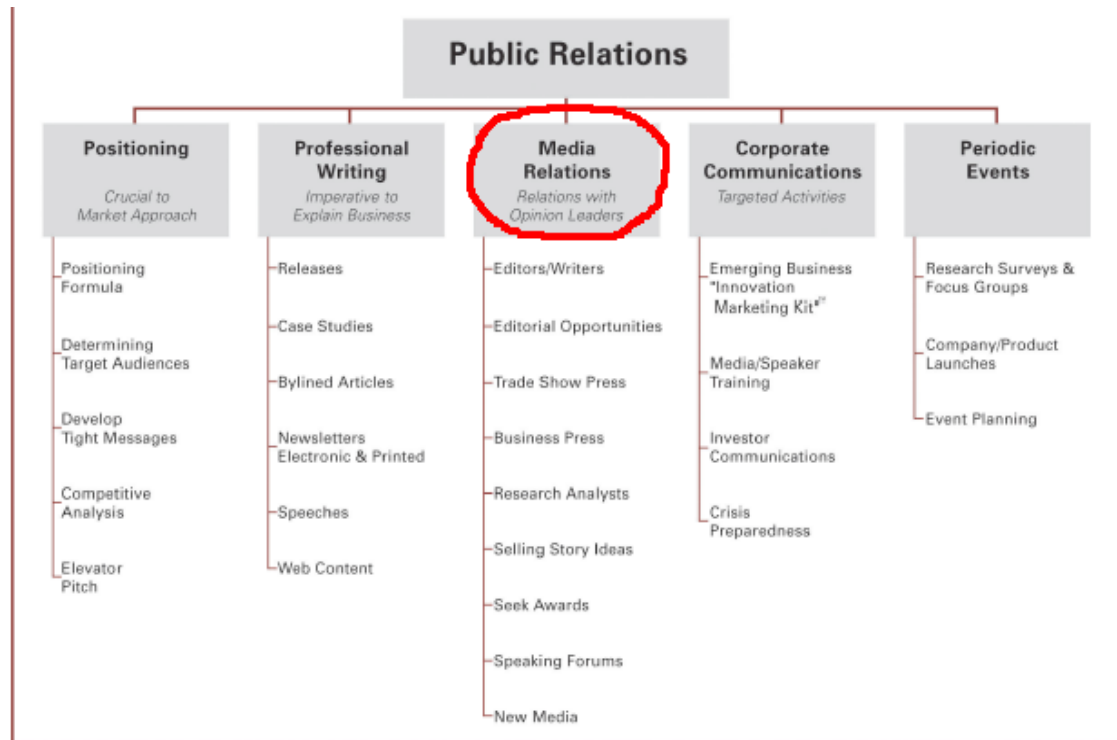 Public Relations
Positioning
Crucial to
Market Approach
Positioning
Formula
Determining
Target Audiences
Develop
Tight Messages
Competitive
Analysis
Elevator
Pitch
Professional
Writing
Imperative to
Explain Business
Releases
Case Studies
Bylined Articles
Newsletters
Electronic & Printed
Speeches
Web Content
Media
Relations
Relations with
Opinion Leaders
Editors/Writers
Editorial Opportunities
Trade Show Press
Business Press
Research Analysts
Selling Story Ideas
Seek Awards
Speaking Forums
New Media
Corporate
Communications
Targeted Activities
Emerging Business
"Innovation
Marketing Kit"
Media/Speaker
Training
Investor
Communications
Crisis
Preparedness
Periodic
Events
Research Surveys &
Focus Groups
Company/Product
Launches
Event Planning